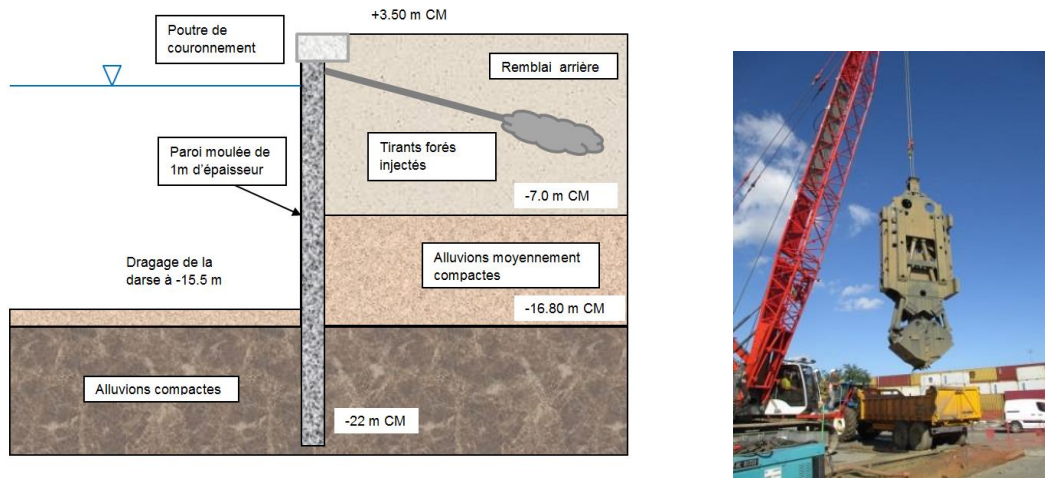 +3.50 m CM
Poutre de
couronnement
Remblai arrière
Paroi moulée de
1m d'épaisseur
Tirants forés
injectés
-7.0 m CM
Alluvions moyennement
compactes
Dragage de la
darse à -15.5 m
-16.80 m CM
Alluvions compactes
-22 m CM